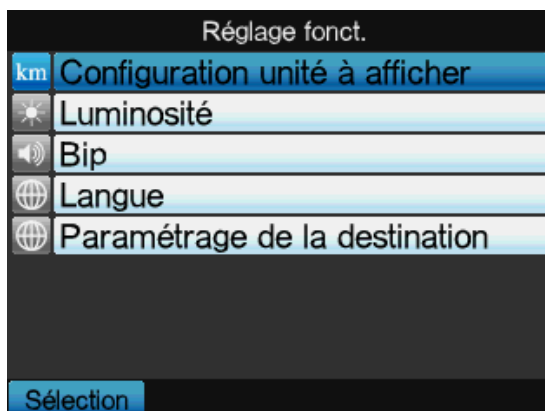 Réglage fonct.
km Configuration unité à afficher
Luminosité
Bip
Langue
Paramétrage de la destination
Sélection